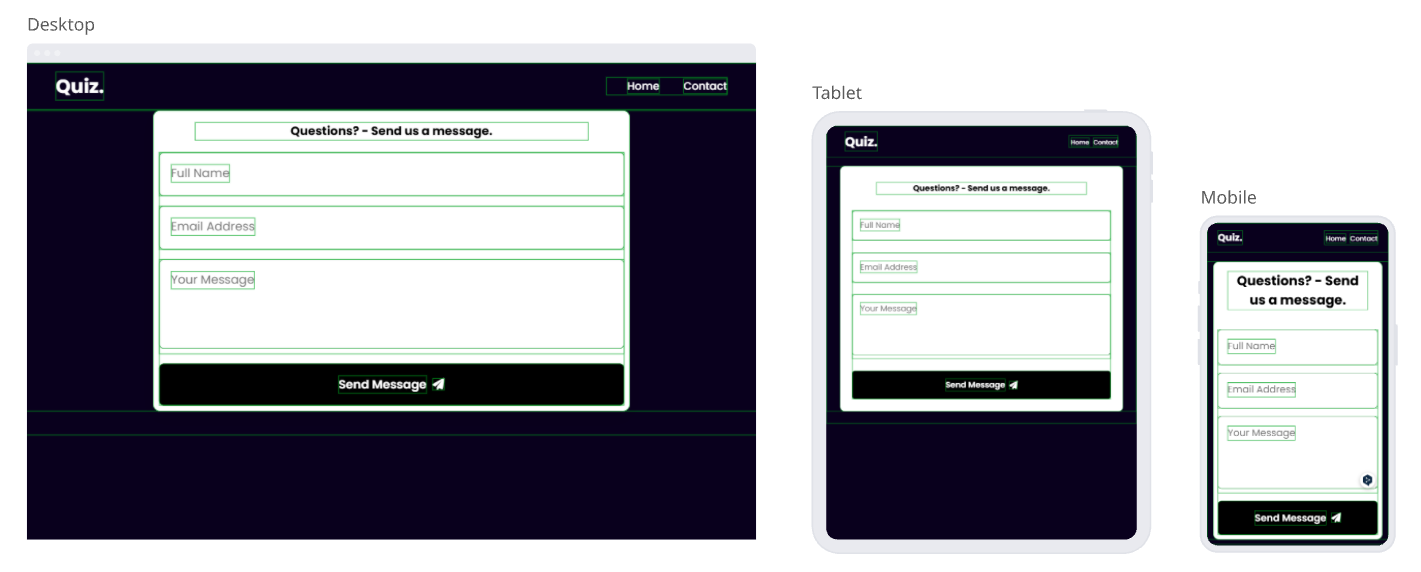 Desktop
Quiz.
Home Contact
Questions? - Send us a message.
Full Name
Email Address
Your Message
Send Message
Tablet
Quiz.
Home Contact
Questions? - Send us a message.
Full Name
Email Address
Your Message
Send Message
Mobile
Quiz.
Home Contact
Questions? - Send
us a message.
Full Name
Email Address
Your Message
Send Message